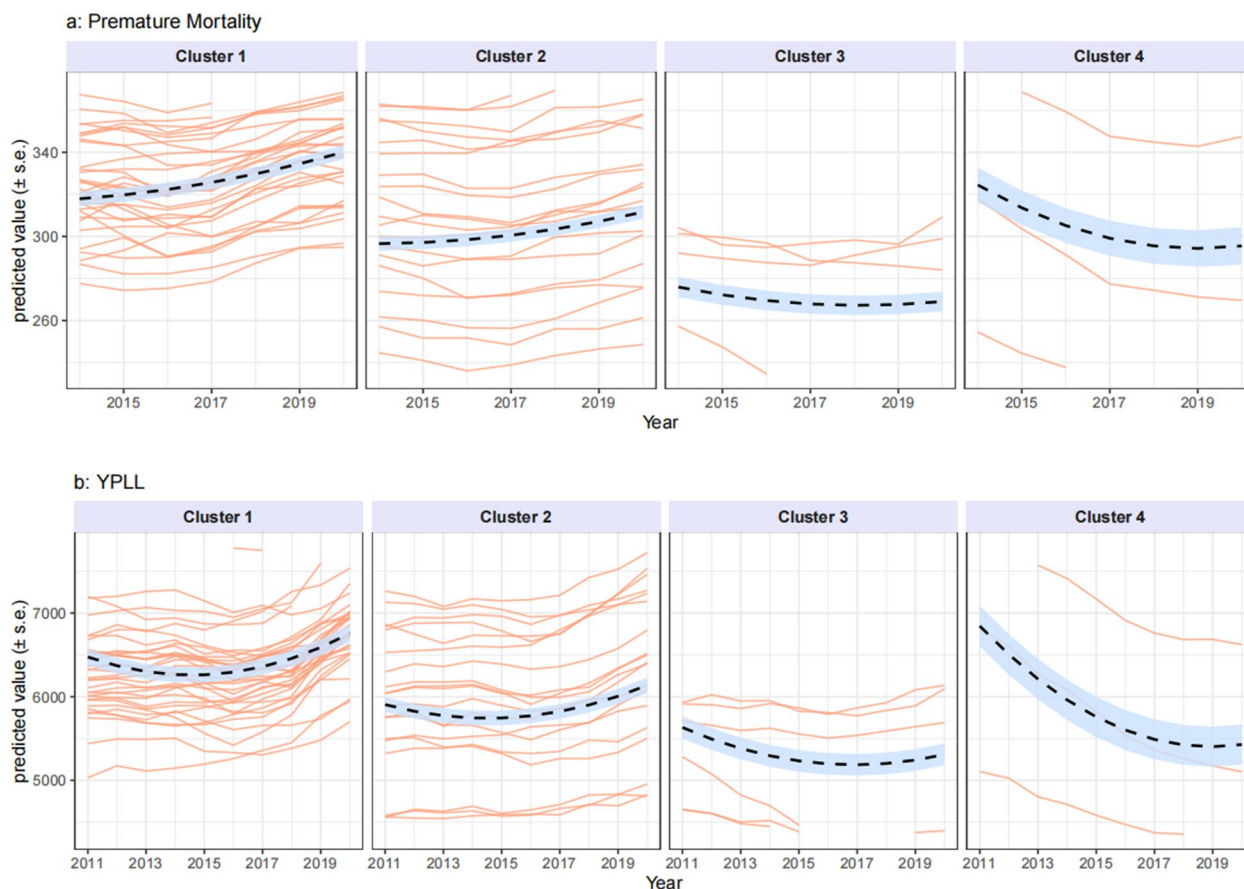 a: Premature Mortality
Cluster 1 Cluster 2 Cluster 3 Cluster 4
predicted value (± s.e.)
340
300
260
2015 2017 2019 2015 2017 2019 2015 2017 2019 2015 2017 2019
Year
b: YPLL
Cluster 1 Cluster 2 Cluster 3 Cluster 4
predicted value (± s.e.)
7000
6000
5000
2011 2013 2015 2017 2019 2011 2013 2015 2017 2019 2011 2013 2015 2017 2019 2011 2013 2015 2017 2019
Year